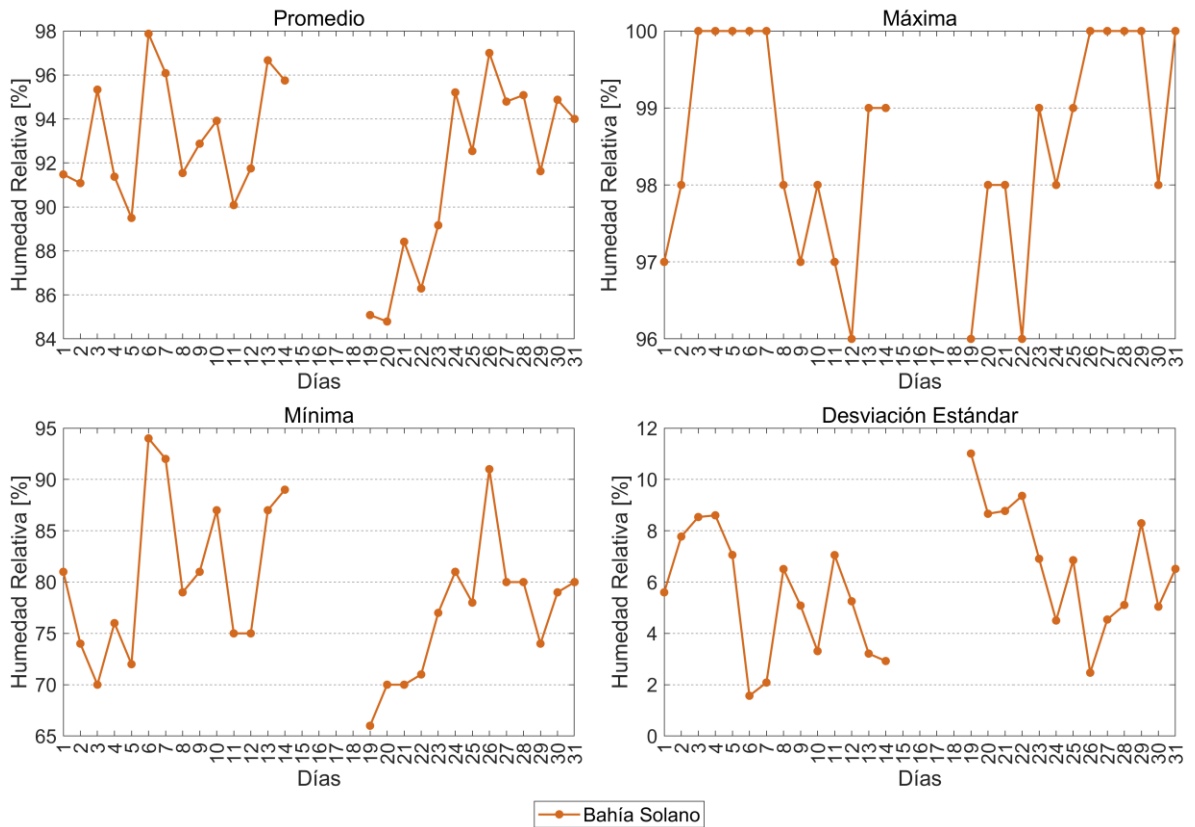 Promedio
Humedad Relativa [%]
98
96
94
92
90
88
86
84
1 2 3 4 5 6 7 8 9 10 11 12 13 14 15 16 17 18 19 20 21 22 23 24 25 26 27 28 29 30 31
Días
Máxima
Humedad Relativa [%]
100
99
98
97
96
1 2 3 4 5 6 7 8 9 10 11 12 13 14 15 16 17 18 19 20 21 22 23 24 25 26 27 28 29 30 31
Días
Mínima
Humedad Relativa [%]
95
90
85
80
75
70
65
1 2 3 4 5 6 7 8 9 10 11 12 13 14 15 16 17 18 19 20 21 22 23 24 25 26 27 28 29 30 31
Días
Desviación Estándar
Humedad Relativa [%]
12
10
8
6
4
2
0
1 2 3 4 5 6 7 8 9 10 11 12 13 14 15 16 17 18 19 20 21 22 23 24 25 26 27 28 29 30 31
Días
Bahía Solano